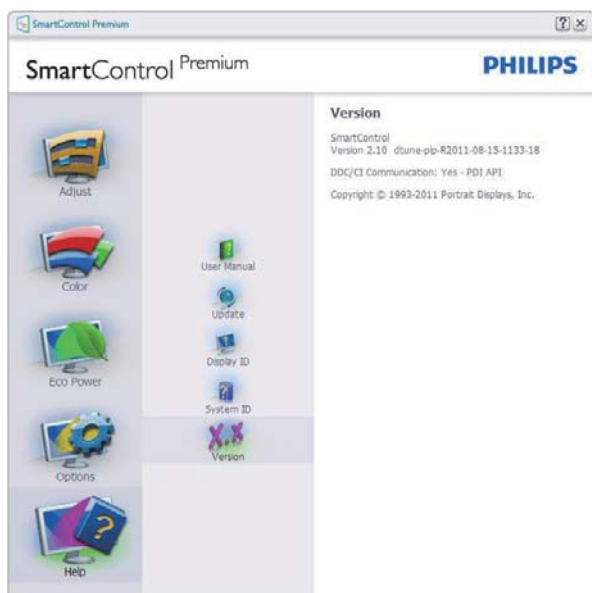 SmartControl Premium
SmartControl Premium
PHILIPS
Adjust
Color
Eco Power
Options
Help
User Manual
Update
Display ID
System ID
Version
Version
SmartControl
Version 2.10 dtune-plp-R2011-08-15-1133-18
DDC/CI Communication: Yes - PDI API
Copyright © 1993-2011 Portrait Displays, Inc.